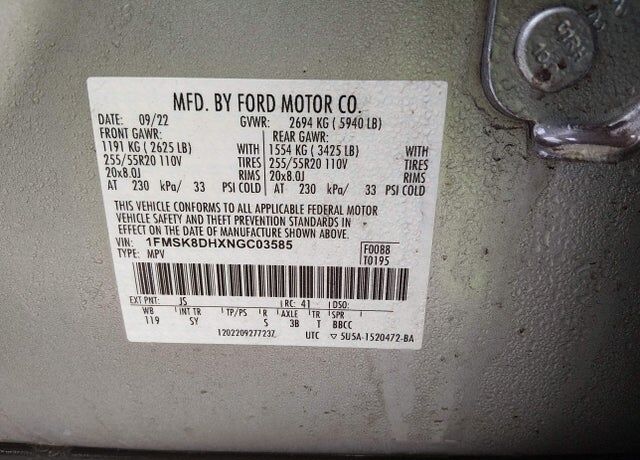 MFD. BY FORD MOTOR CO.
DATE: 09/22 GVWR: 2694 KG ( 5940 LB)
FRONT GAWR: REAR GAWR:
1191 KG ( 2625 LB) WITH 1554 KG ( 3425 LB) WITH
255/55R20 110V TIRES 255/55R20 110V TIRES
20x8.0J RIMS 20x8.0J RIMS
AT 230 kPa/ 33 PSI COLD AT 230 kPa/ 33 PSI COLD
THIS VEHICLE CONFORMS TO ALL APPLICABLE FEDERAL MOTOR
VEHICLE SAFETY AND THEFT PREVENTION STANDARDS IN
EFFECT ON THE DATE OF MANUFACTURE SHOWN ABOVE.
VIN: 1FMSK8DHXNGC03585 F0088
TYPE: MPV T0195
EXT PNT: JS RC: 41 DSO:
WB INT TR TP/PS R AXLE TR SPR
119 SY S 3B T BBCC
1202209277237 UTC ▽ 5U5A-1520472-BA